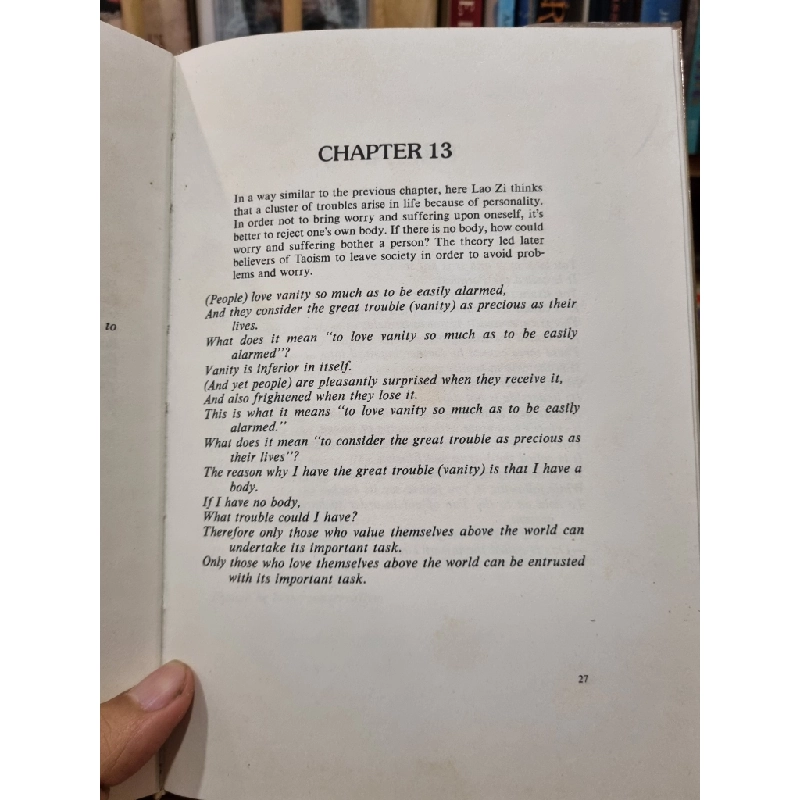 CHAPTER 13
In a way similar to the previous chapter, here Lao Zi thinks
that a cluster of troubles arise in life because of personality.
In order not to bring worry and suffering upon oneself, it's
better to reject one's own body. If there is no body, how could
worry and suffering bother a person? The theory led later
believers of Taoism to leave society in order to avoid prob-
lems and worry.
(People) love vanity so much as to be easily alarmed,
And they consider the great trouble (vanity) as precious as their
lives.
What does it mean "to love vanity so much as to be easily
alarmed"?
Vanity is inferior in itself.
(And yet people) are pleasantly surprised when they receive it,
And also frightened when they lose it.
This is what it means "to love vanity so much as to be easily
alarmed."
What does it mean "to consider the great trouble as precious as
their lives"?
The reason why I have the great trouble (vanity) is that I have a
body.
If I have no body,
What trouble could I have?
Therefore only those who value themselves above the world can
undertake its important task.
Only those who love themselves above the world can be entrusted
with its important task.
27
to